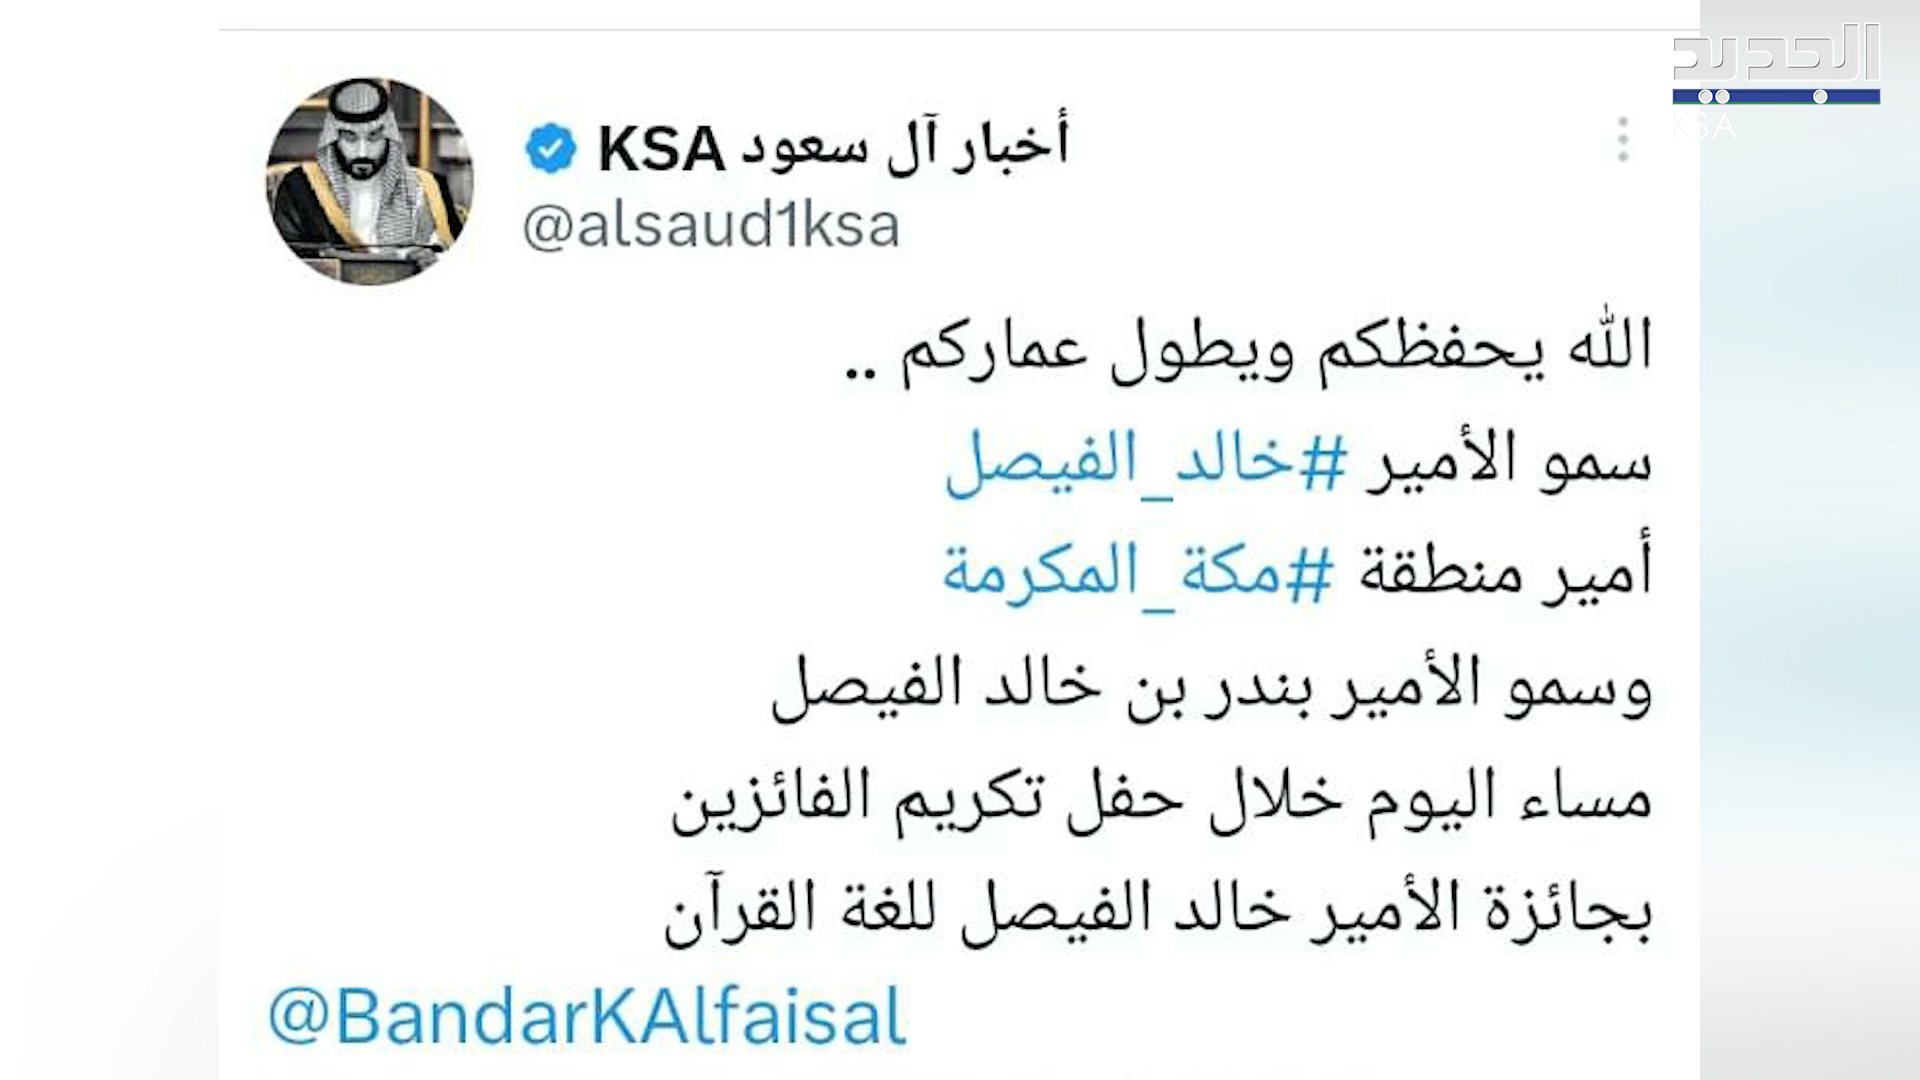 الجديد
KSA
أخبار آل سعود KSA
@alsaud1ksa
الله يحفظكم ويطول عماركم ..
سمو الأمير #خالد_الفيصل
أمير منطقة #مكة_المكرمة
وسمو الأمير بندر بن خالد الفيصل
مساء اليوم خلال حفل تكريم الفائزين
بجائزة الأمير خالد الفيصل للغة القرآن
@BandarKAlfaisal